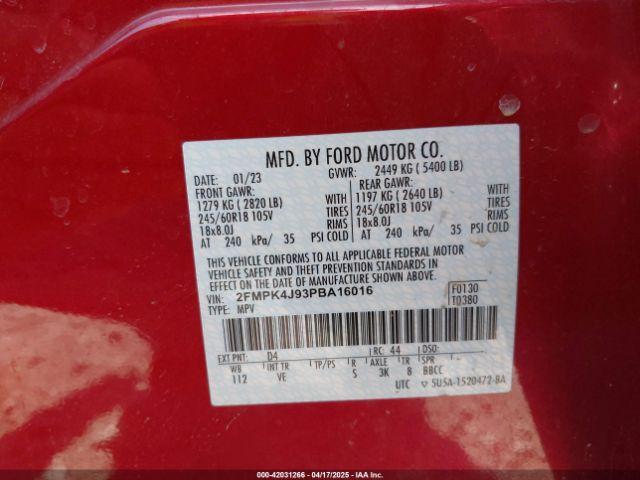 MFD. BY FORD MOTOR CO.
DATE: 01/23 GVWR: 2449 KG ( 5400 LB)
FRONT GAWR: REAR GAWR:
1279 KG ( 2820 LB) WITH 1197 KG ( 2640 LB) WITH
245/60R18 105V TIRES 245/60R18 105V TIRES
18x8.0J RIMS 18x8.0J RIMS
AT 240 kPa/ 35 PSI COLD AT 240 kPa/ 35 PSI COLD
THIS VEHICLE CONFORMS TO ALL APPLICABLE FEDERAL MOTOR
VEHICLE SAFETY AND THEFT PREVENTION STANDARDS IN
EFFECT ON THE DATE OF MANUFACTURE SHOWN ABOVE.
VIN: 2FMPK4J93PBA16016 F0130
TYPE: MPV T0380
EXT PNT: D4 RC: 44 DSO:
WB INT TR TP/PS R AXLE TR SPR
112 VE S 3K 8 BBCC
UTC ▽ SU5A-1520472-BA
000-42031266 - 04/17/2025 - IAAI.COM